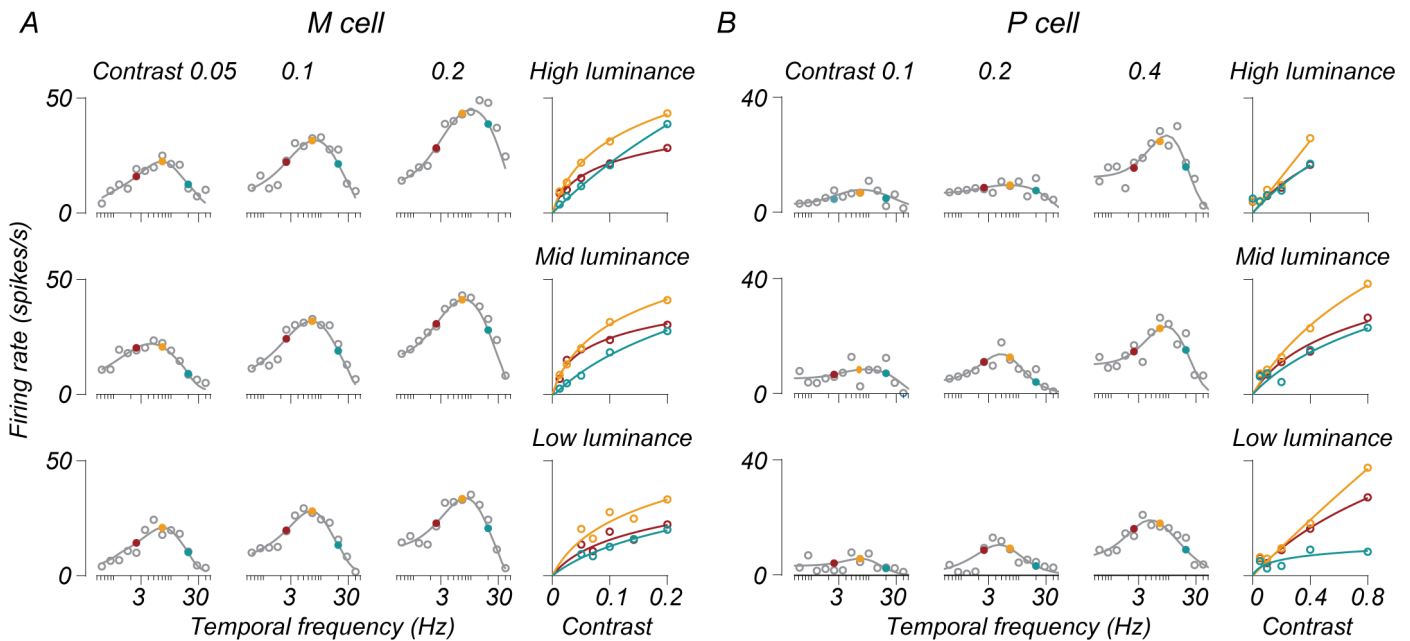 A M cell B P cell
Contrast 0.05 0.1 0.2 High luminance Contrast 0.1 0.2 0.4 High luminance
50 40
0 0
Mid luminance Mid luminance
50 40
0 0
Low luminance Low luminance
50 40
0 0
3 30 3 30 3 30 0 0.1 0.2 3 30 3 30 3 30 0 0.4 0.8
Temporal frequency (Hz) Contrast Temporal frequency (Hz) Contrast
Firing rate (spikes/s)